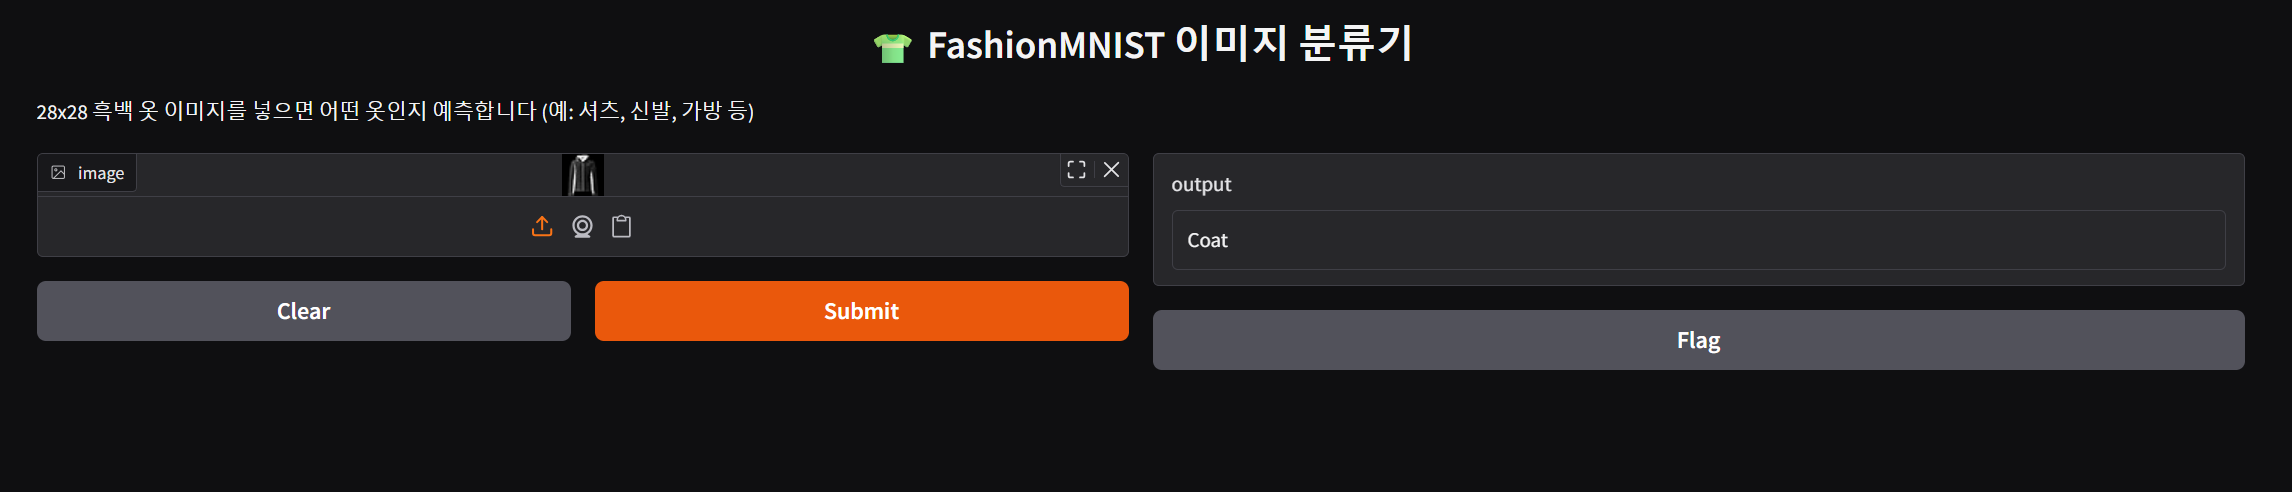 FashionMNIST 이미지 분류기
28x28 흑백 옷 이미지를 넣으면 어떤 옷인지 예측합니다 (예: 셔츠, 신발, 가방 등)
image
output
Coat
Clear
Submit
Flag